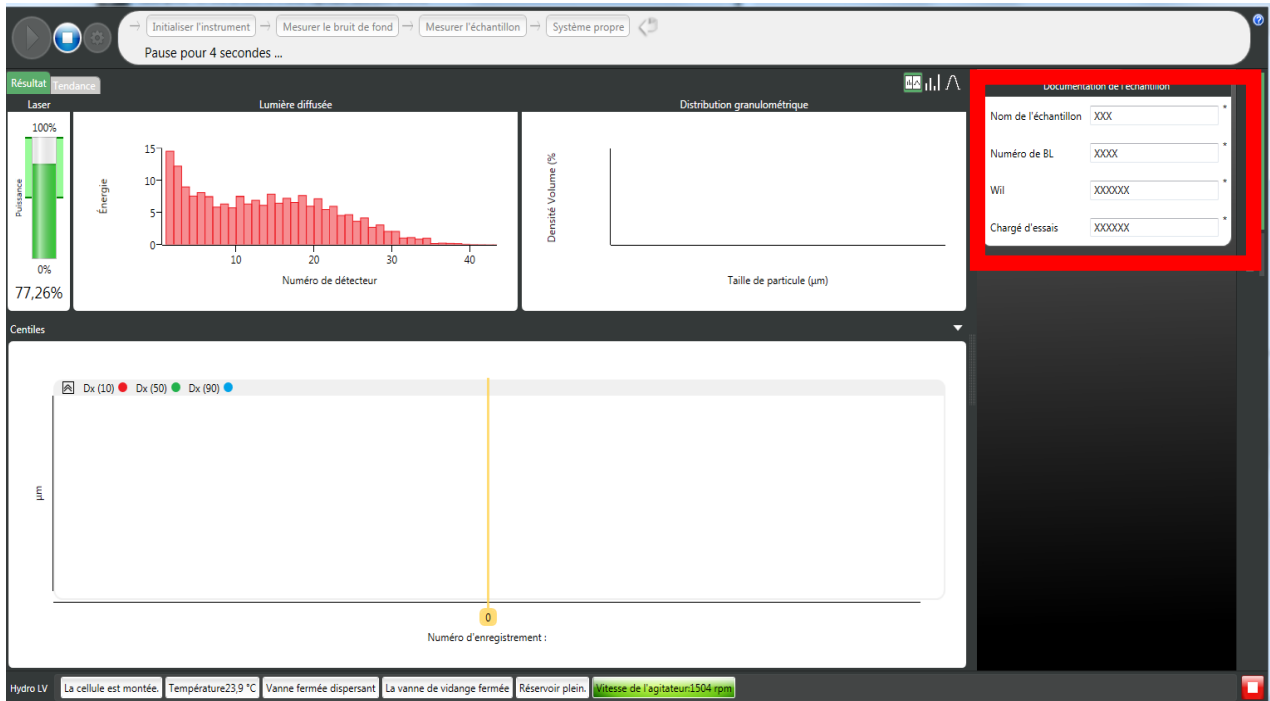 Initialiser l'instrument
Mesurer le bruit de fond
Mesurer l'échantillon
Système propre
Pause pour 4 secondes ...
Résultat
Tendance
Laser
100%
Puissance
0%
77,26%
Lumière diffusée
15
10
5
0
Énergie
10
20
30
40
Numéro de détecteur
Distribution granulométrique
Densité Volume (%
Taille de particule (µm)
Documentation de l'échantillon
Nom de l'échantillon XXX *
Numéro de BL XXXX *
Wil XXXXXX *
Chargé d'essais XXXXXX *
Centiles
Dx (10) Dx (50) Dx (90)
µm
0
Numéro d'enregistrement :
Hydro LV La cellule est montée. Température23,9 °C Vanne fermée dispersant La vanne de vidange fermée Réservoir plein. Vitesse de l'agitateur:1504 rpm